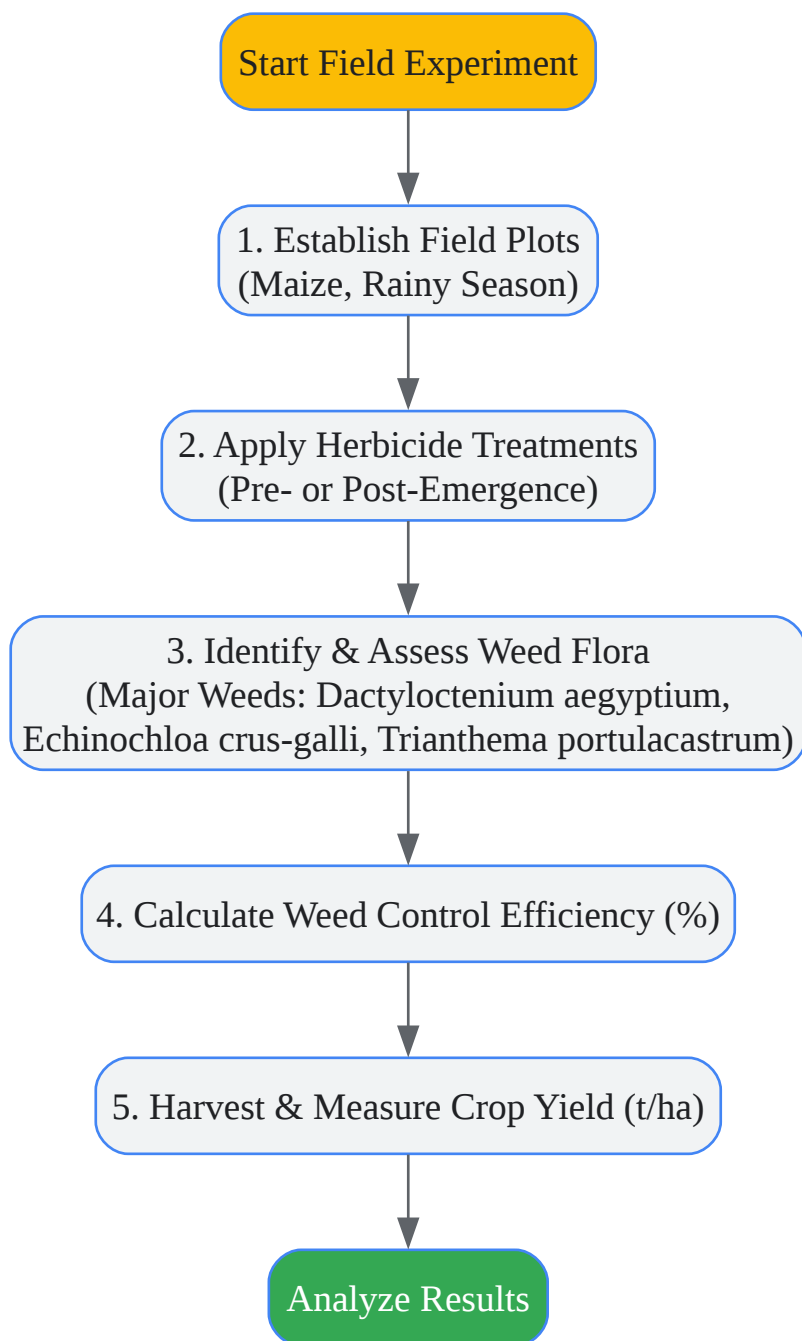 Start Field Experiment
1. Establish Field Plots
(Maize, Rainy Season)
2. Apply Herbicide Treatments
(Pre- or Post-Emergence)
3. Identify & Assess Weed Flora
(Major Weeds: Dactyloctenium aegyptium,
Echinochloa crus-galli, Trianthema portulacastrum)
4. Calculate Weed Control Efficiency (%)
5. Harvest & Measure Crop Yield (t/ha)
Analyze Results